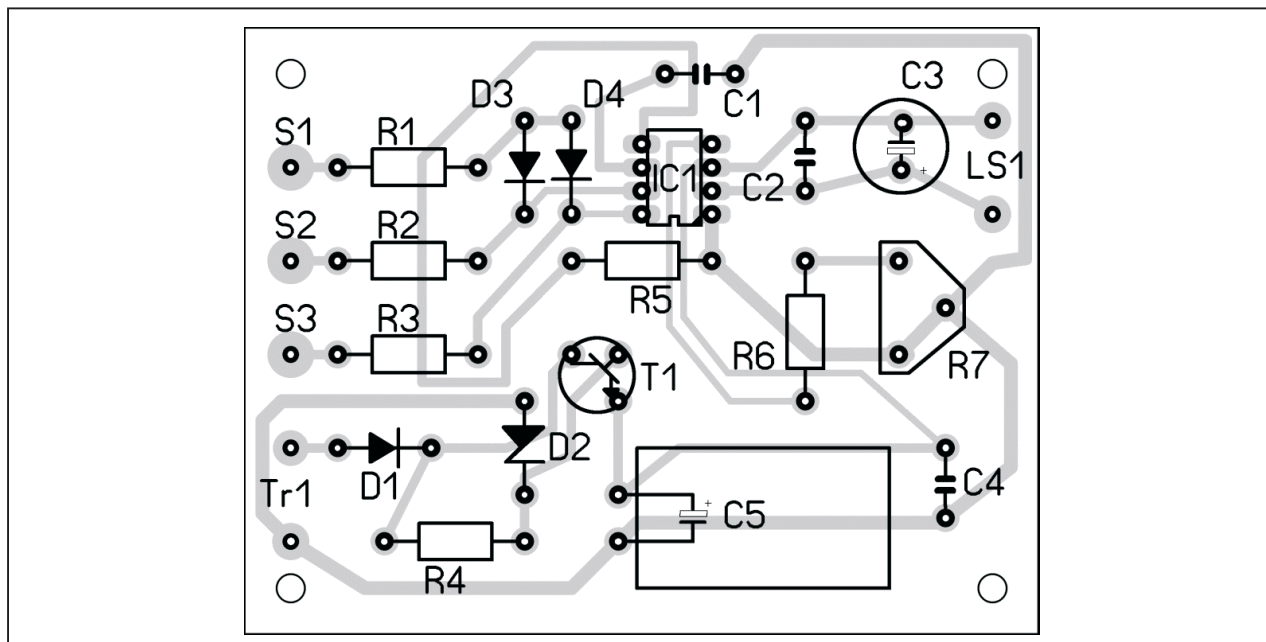 C3
D3
D4
C1
S1
R1
IC1
C2
LS1
S2
R2
R5
S3
R3
T1
R6
R7
D2
D1
Tr1
C5
C4
R4
+
+